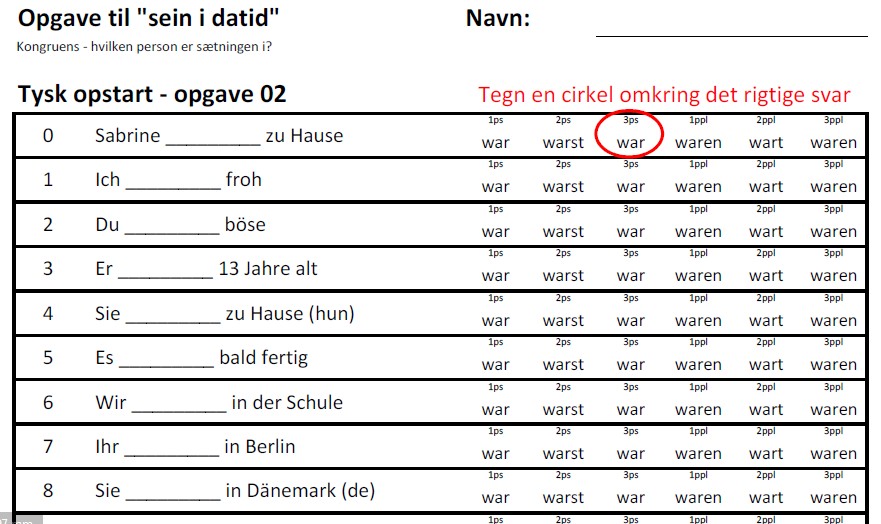 Opgave til "sein i datid" Navn: ____________________
Kongruens - hvilken person er sætningen i?
Tysk opstart - opgave 02 Tegn en cirkel omkring det rigtige svar
1ps 2ps 3ps 1ppl 2ppl 3ppl
0 Sabrine _________ zu Hause war warst war waren wart waren
1ps 2ps 3ps 1ppl 2ppl 3ppl
1 Ich _________ froh war warst war waren wart waren
1ps 2ps 3ps 1ppl 2ppl 3ppl
2 Du _________ böse war warst war waren wart waren
1ps 2ps 3ps 1ppl 2ppl 3ppl
3 Er _________ 13 Jahre alt war warst war waren wart waren
1ps 2ps 3ps 1ppl 2ppl 3ppl
4 Sie _________ zu Hause (hun) war warst war waren wart waren
1ps 2ps 3ps 1ppl 2ppl 3ppl
5 Es _________ bald fertig war warst war waren wart waren
1ps 2ps 3ps 1ppl 2ppl 3ppl
6 Wir _________ in der Schule war warst war waren wart waren
1ps 2ps 3ps 1ppl 2ppl 3ppl
7 Ihr _________ in Berlin war warst war waren wart waren
1ps 2ps 3ps 1ppl 2ppl 3ppl
8 Sie _________ in Dänemark (de) war warst war waren wart waren
1ps 2ps 3ps 1ppl 2ppl 3ppl